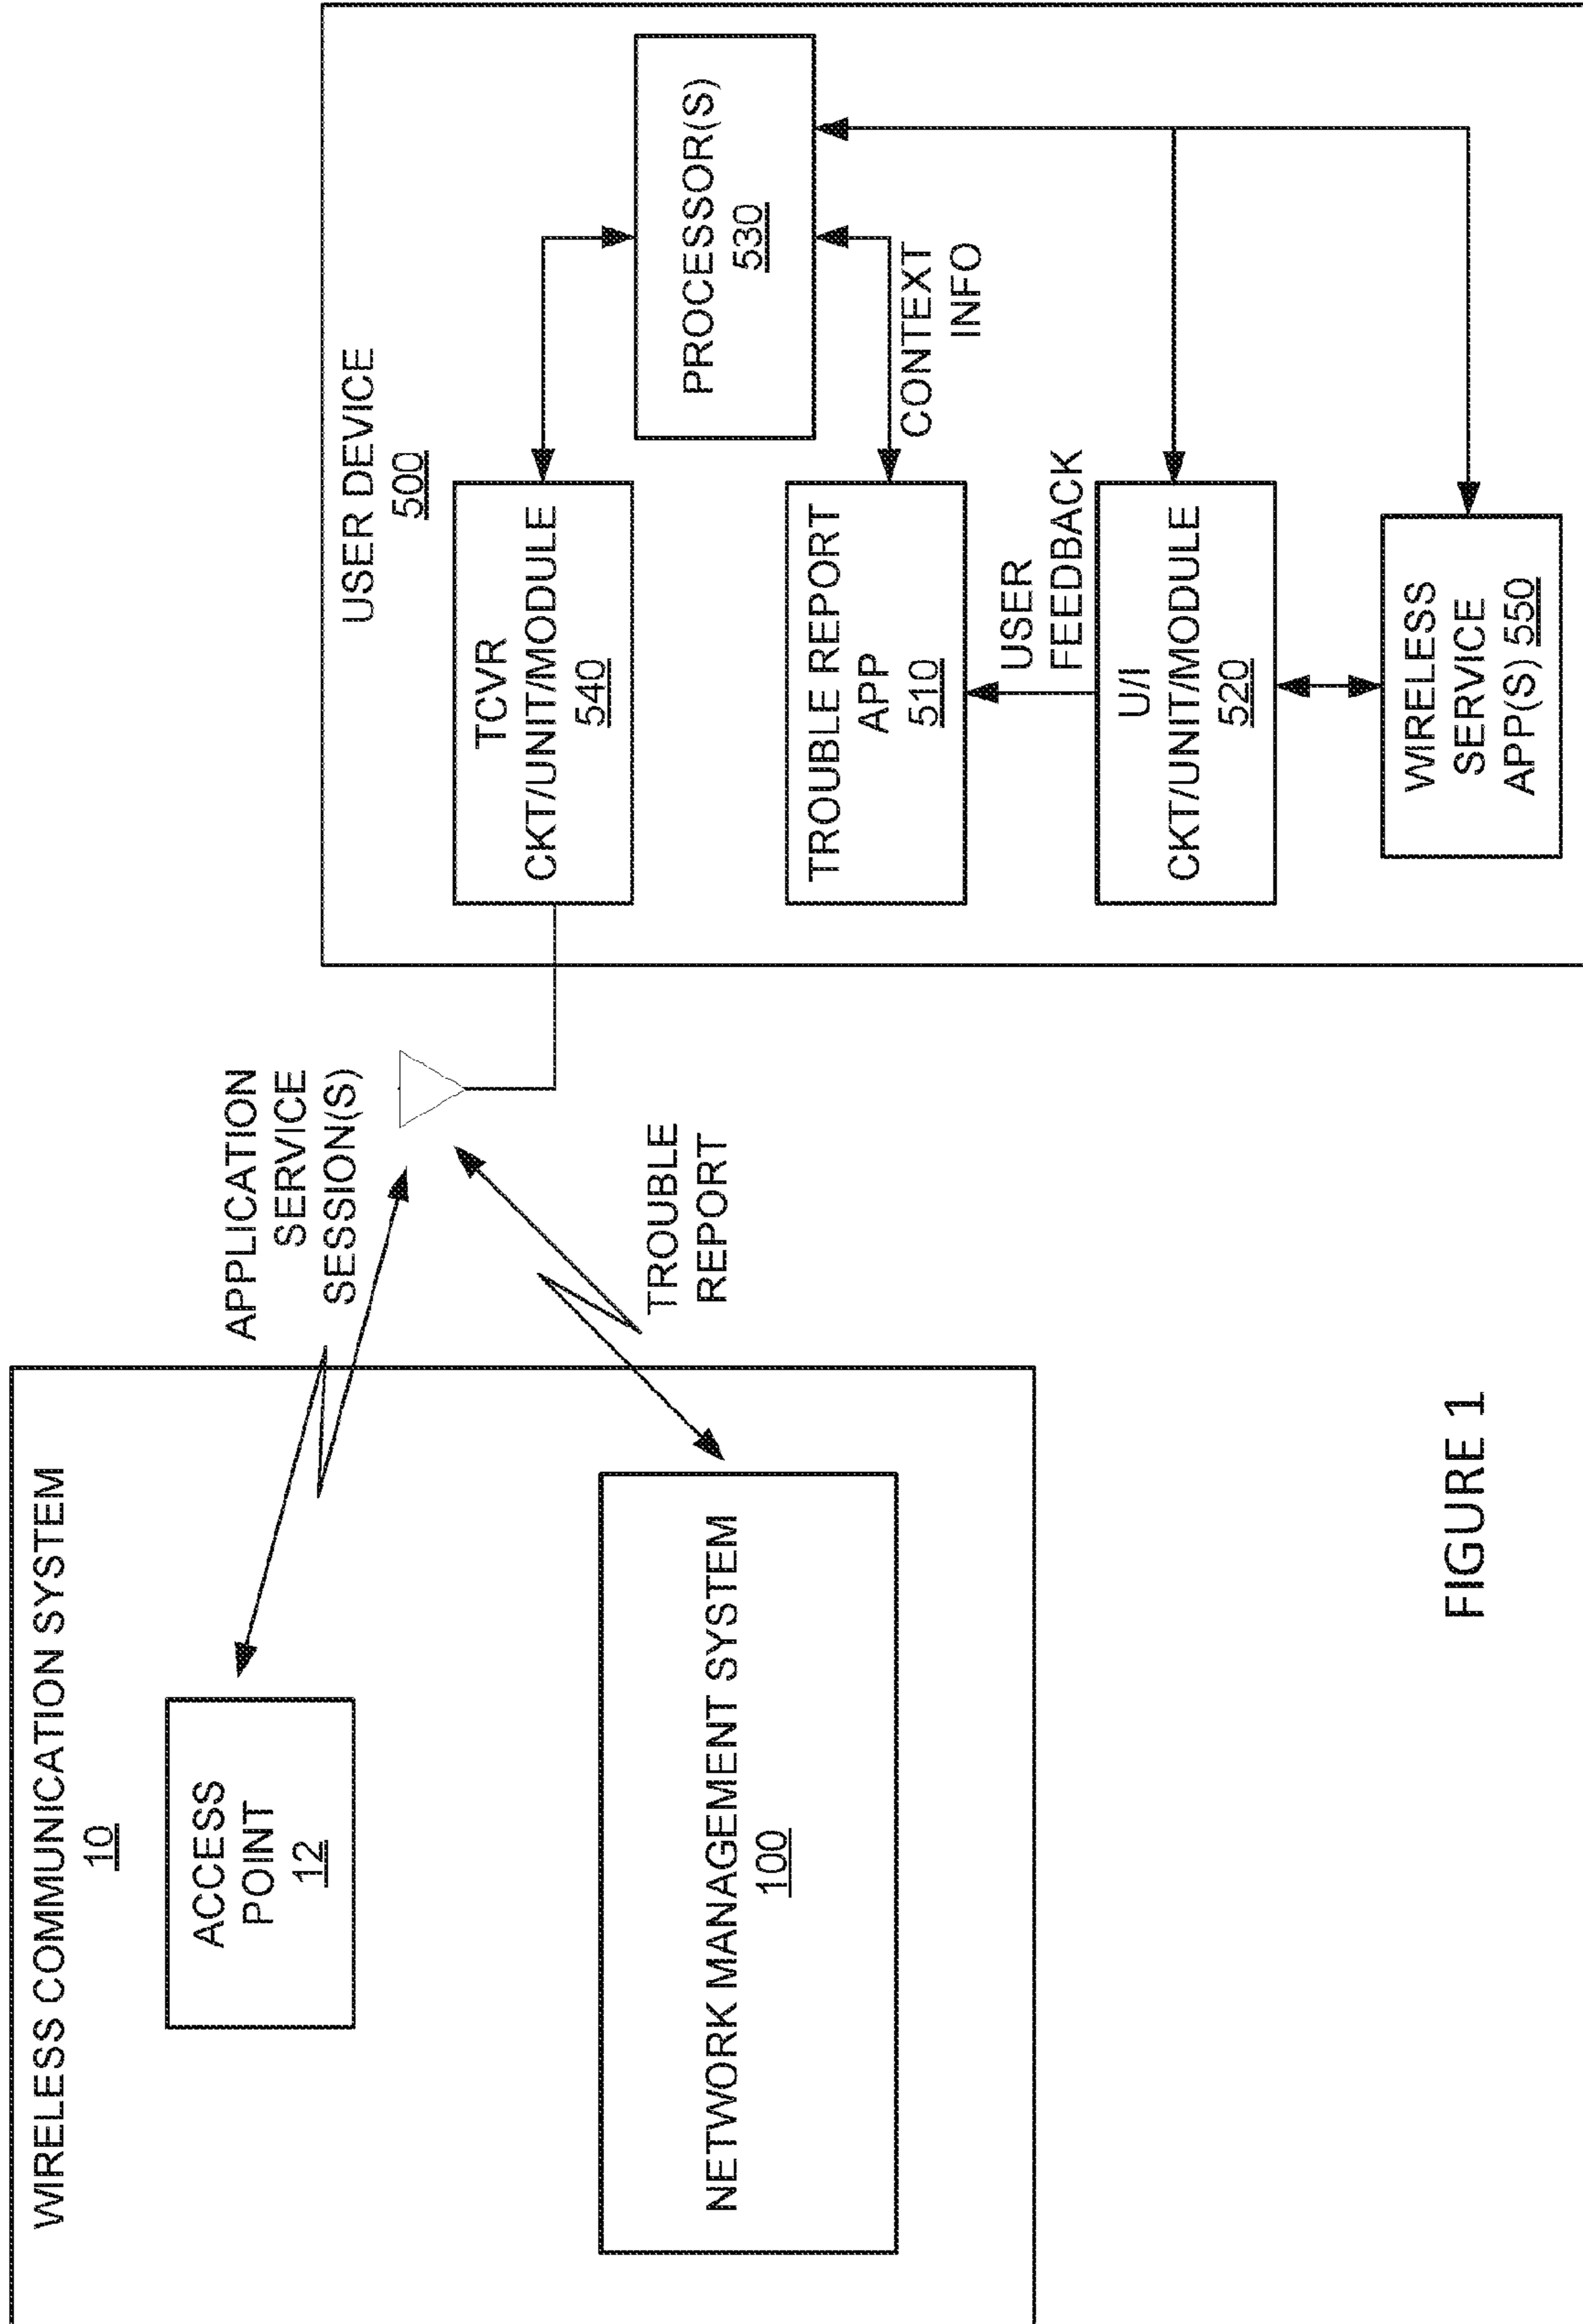 WIRELESS COMMUNICATION SYSTEM
10
ACCESS
POINT
12
NETWORK MANAGEMENT SYSTEM
100
APPLICATION
SERVICE
SESSION(S)
TROUBLE
REPORT
USER DEVICE
500
TCVR
CKT/UNIT/MODULE
540
PROCESSOR(S)
530
TROUBLE REPORT
APP
510
CONTEXT
INFO
USER
FEEDBACK
U/I
CKT/UNIT/MODULE
520
WIRELESS
SERVICE
APP(S) 550
FIGURE 1